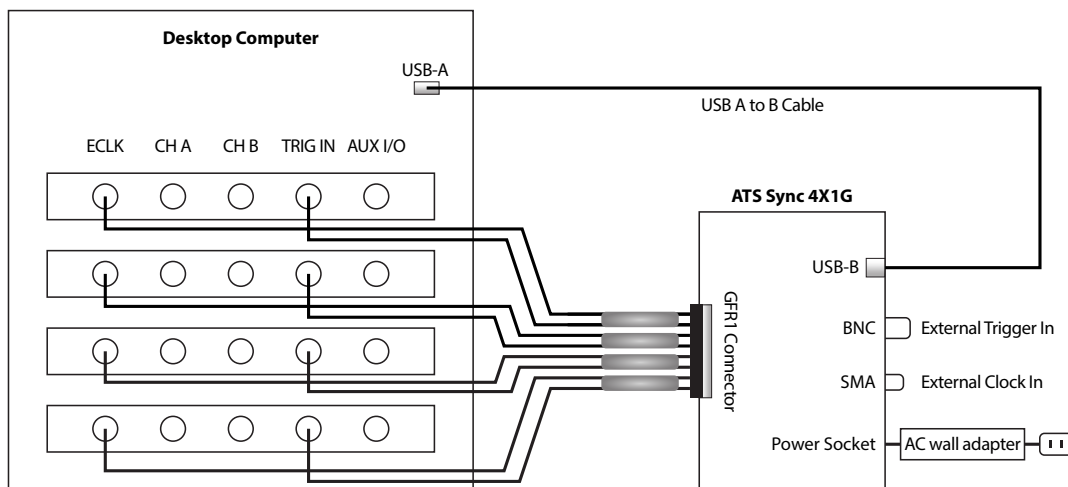 Desktop Computer
USB-A
USB A to B Cable
ECLK CH A CH B TRIG IN AUX I/O
ATS Sync 4X1G
USB-B
GFR1 Connector
BNC External Trigger In
SMA External Clock In
Power Socket AC wall adapter